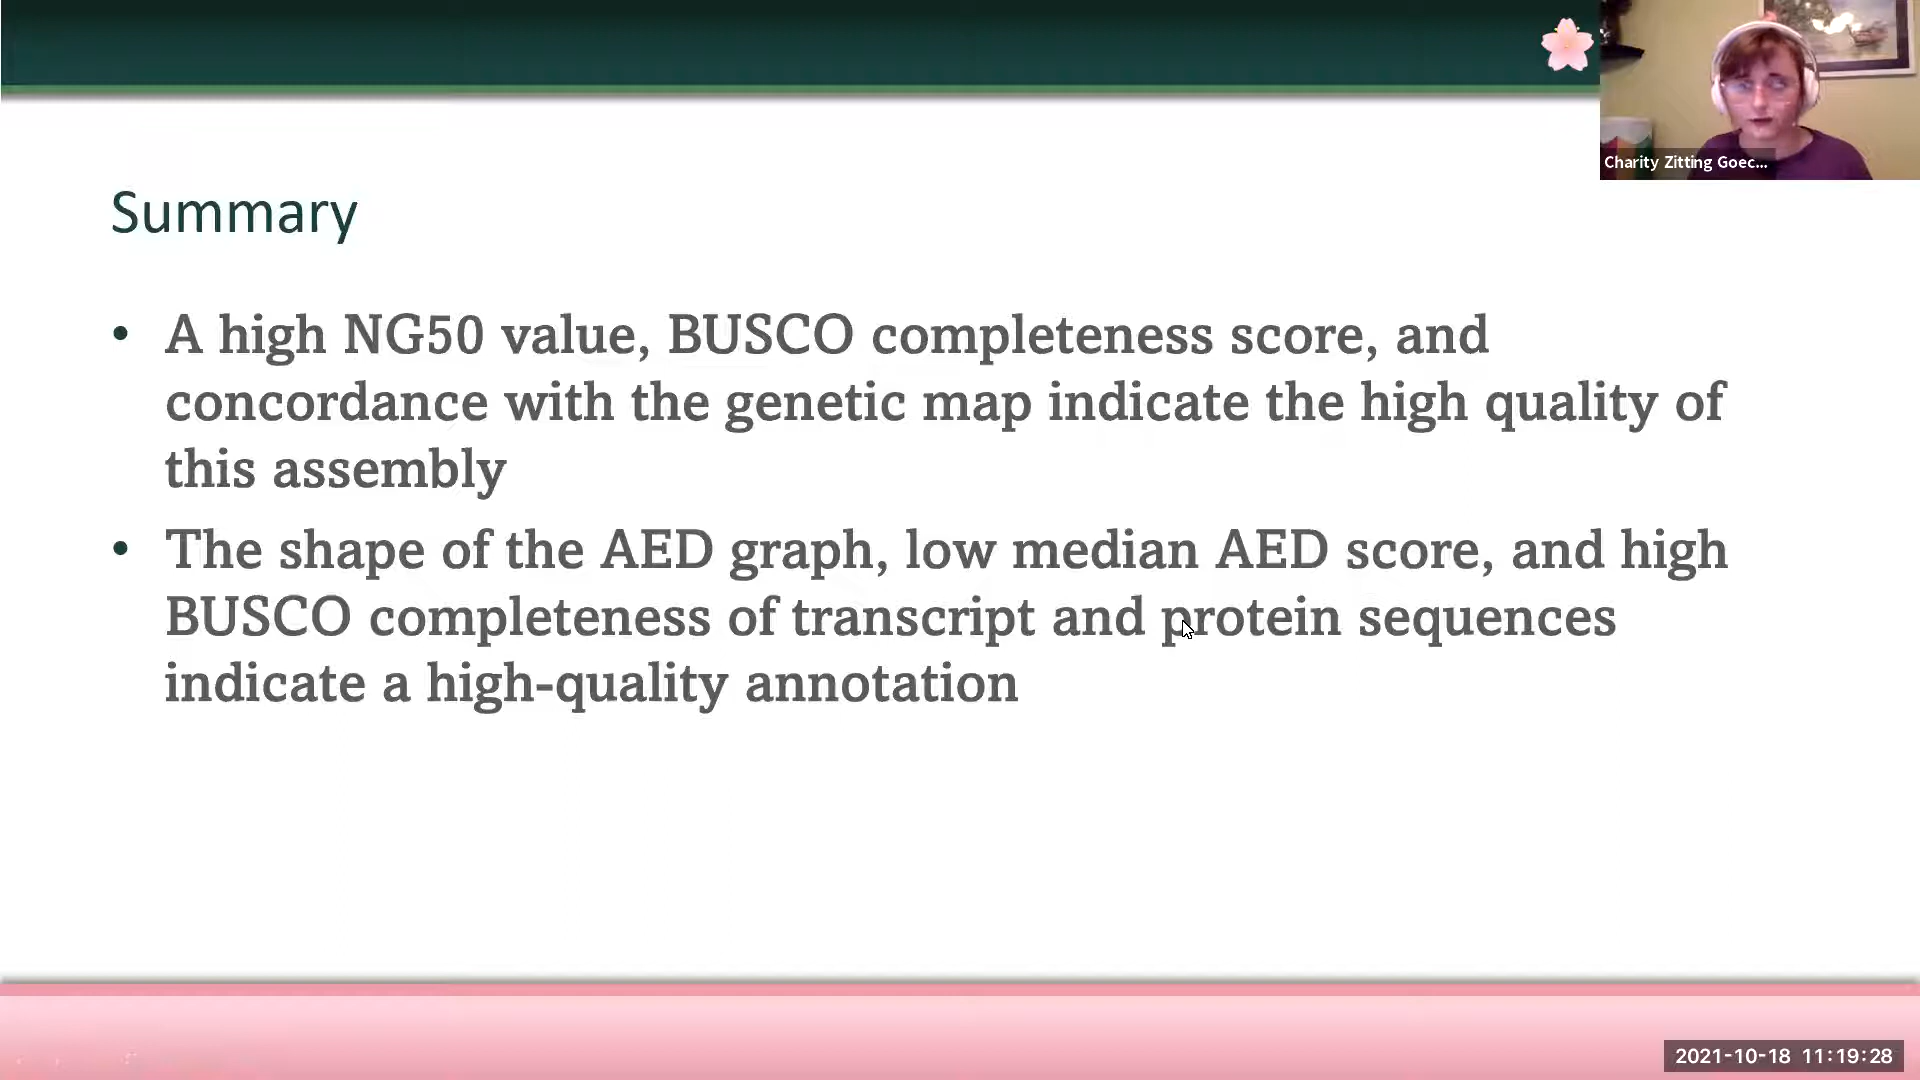 Charity Zitting Goec...
Summary
• A high NG50 value, BUSCO completeness score, and
concordance with the genetic map indicate the high quality of
this assembly
• The shape of the AED graph, low median AED score, and high
BUSCO completeness of transcript and protein sequences
indicate a high-quality annotation
2021-10-18 11:19:28